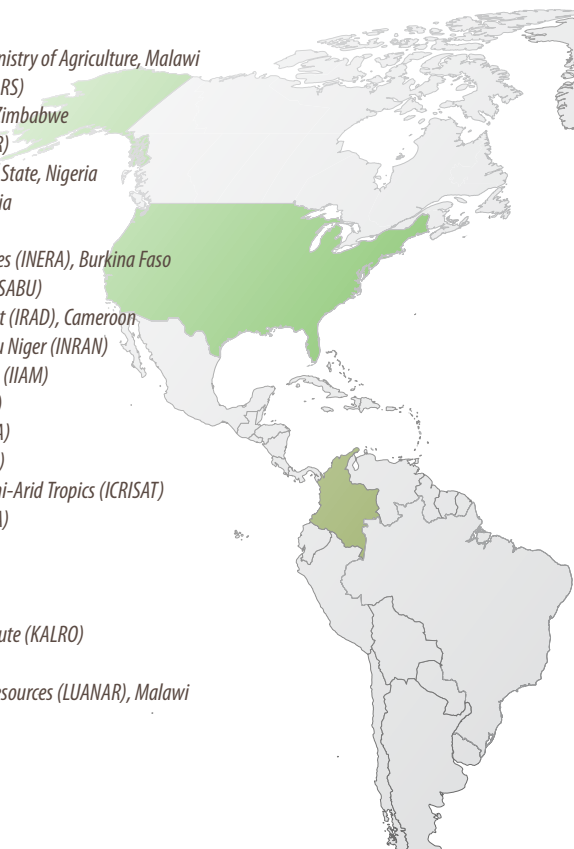 nistry of Agriculture, Malawi
RS)
Zimbabwe
R)
State, Nigeria
ia
es (INERA), Burkina Faso
SABU)
t (IRAD), Cameroon
u Niger (INRAN)
(IIAM)
)
A)
)
ni-Arid Tropics (ICRISAT)
A)
ute (KALRO)
esources (LUANAR), Malawi